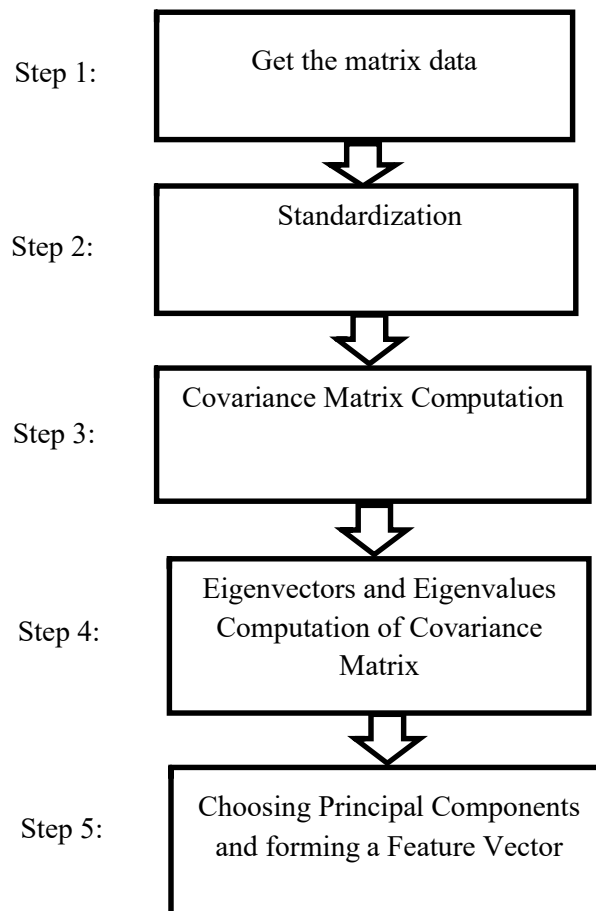 Step 1:
Get the matrix data
Step 2:
Standardization
Step 3:
Covariance Matrix Computation
Step 4:
Eigenvectors and Eigenvalues
Computation of Covariance
Matrix
Step 5:
Choosing Principal Components
and forming a Feature Vector